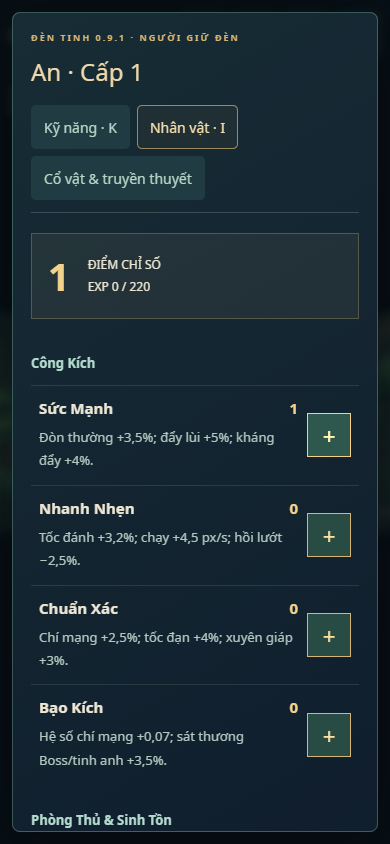 ĐÈN TINH 0.9.1 · NGƯỜI GIỮ ĐÈN
An · Cấp 1
Kỹ năng · K
Nhân vật · I
Cổ vật & truyền thuyết
1
ĐIỂM CHỈ SỐ
EXP 0 / 220
Công Kích
Sức Mạnh 1
Đòn thường +3,5%; đẩy lùi +5%; kháng
đẩy +4%.
+
Nhanh Nhẹn 0
Tốc đánh +3,2%; chạy +4,5 px/s; hồi lướt
−2,5%.
+
Chuẩn Xác 0
Chí mạng +2,5%; tốc đạn +4%; xuyên giáp
+3%.
+
Bạo Kích 0
Hệ số chí mạng +0,07; sát thương
Boss/tinh anh +3,5%.
+
Phòng Thủ & Sinh Tồn